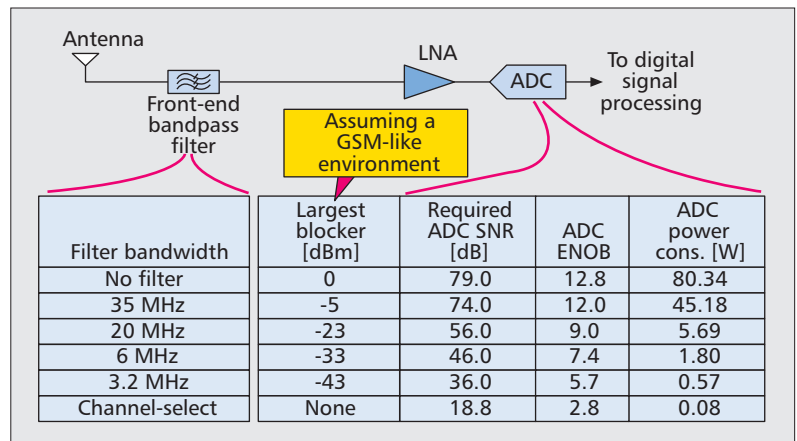 Antenna
LNA
ADC
To digital
signal
processing
Front-end
bandpass
filter
Assuming a
GSM-like
environment
Filter bandwidth
Largest
blocker
[dBm]
Required
ADC SNR
[dB]
ADC
ENOB
ADC
power
cons. [W]
No filter 0 79.0 12.8 80.34
35 MHz -5 74.0 12.0 45.18
20 MHz -23 56.0 9.0 5.69
6 MHz -33 46.0 7.4 1.80
3.2 MHz -43 36.0 5.7 0.57
Channel-select None 18.8 2.8 0.08